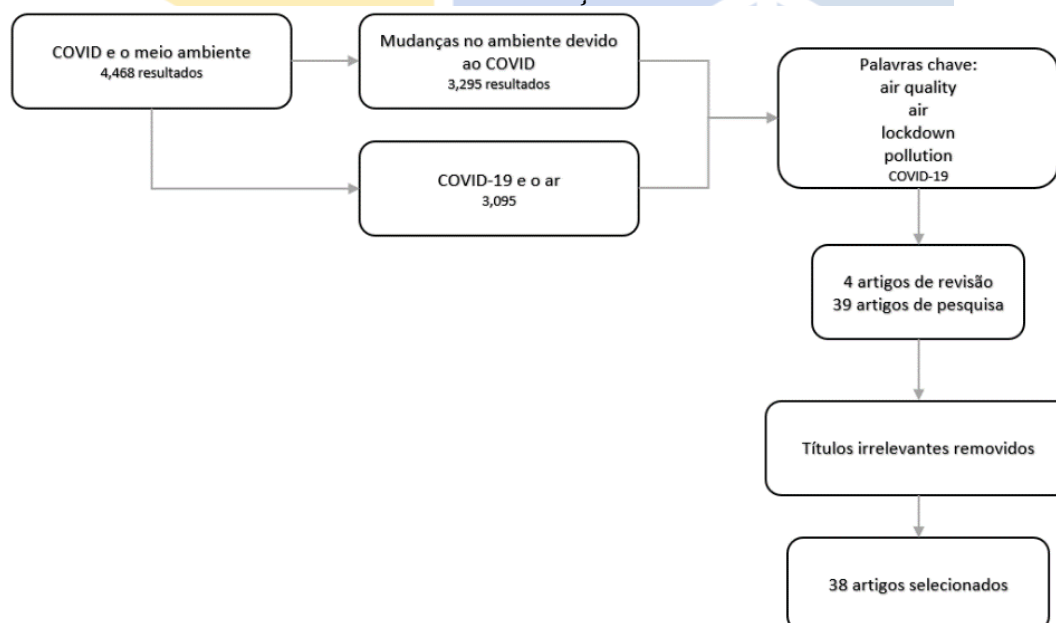 COVID e o meio ambiente
4,468 resultados
Mudanças no ambiente devido
ao COVID
3,295 resultados
COVID-19 e o ar
3,095
Palavras chave:
air quality
air
lockdown
pollution
COVID-19
4 artigos de revisão
39 artigos de pesquisa
Títulos irrelevantes removidos
38 artigos selecionados